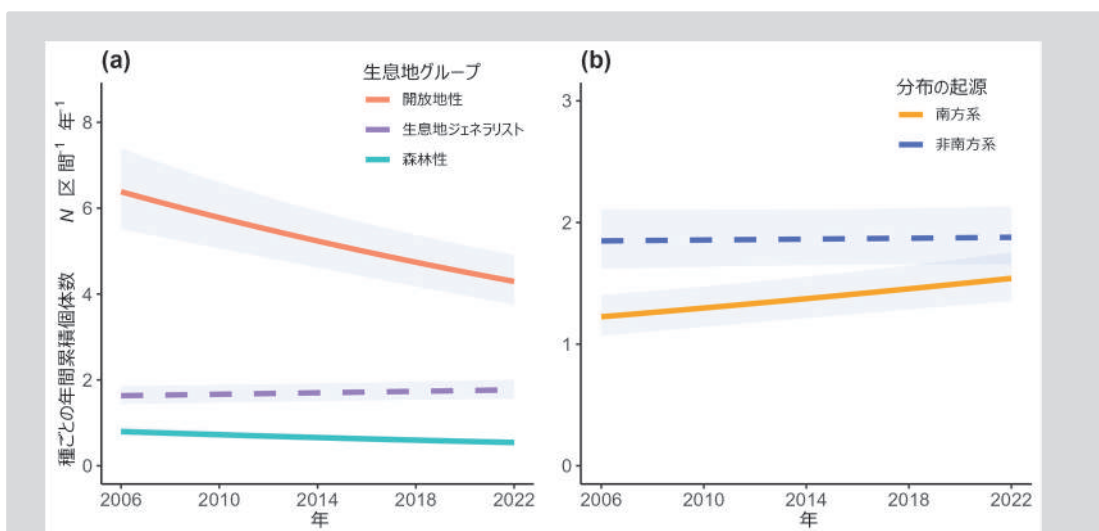 (a)
生息地グループ
開放地性
生息地ジェネラリスト
森林性
種ごとの年間累積個体数 N 区間⁻¹ 年⁻¹
8
6
4
2
0
2006 2010 2014 2018 2022
年
(b)
分布の起源
南方系
非南方系
3
2
1
0
2006 2010 2014 2018 2022
年